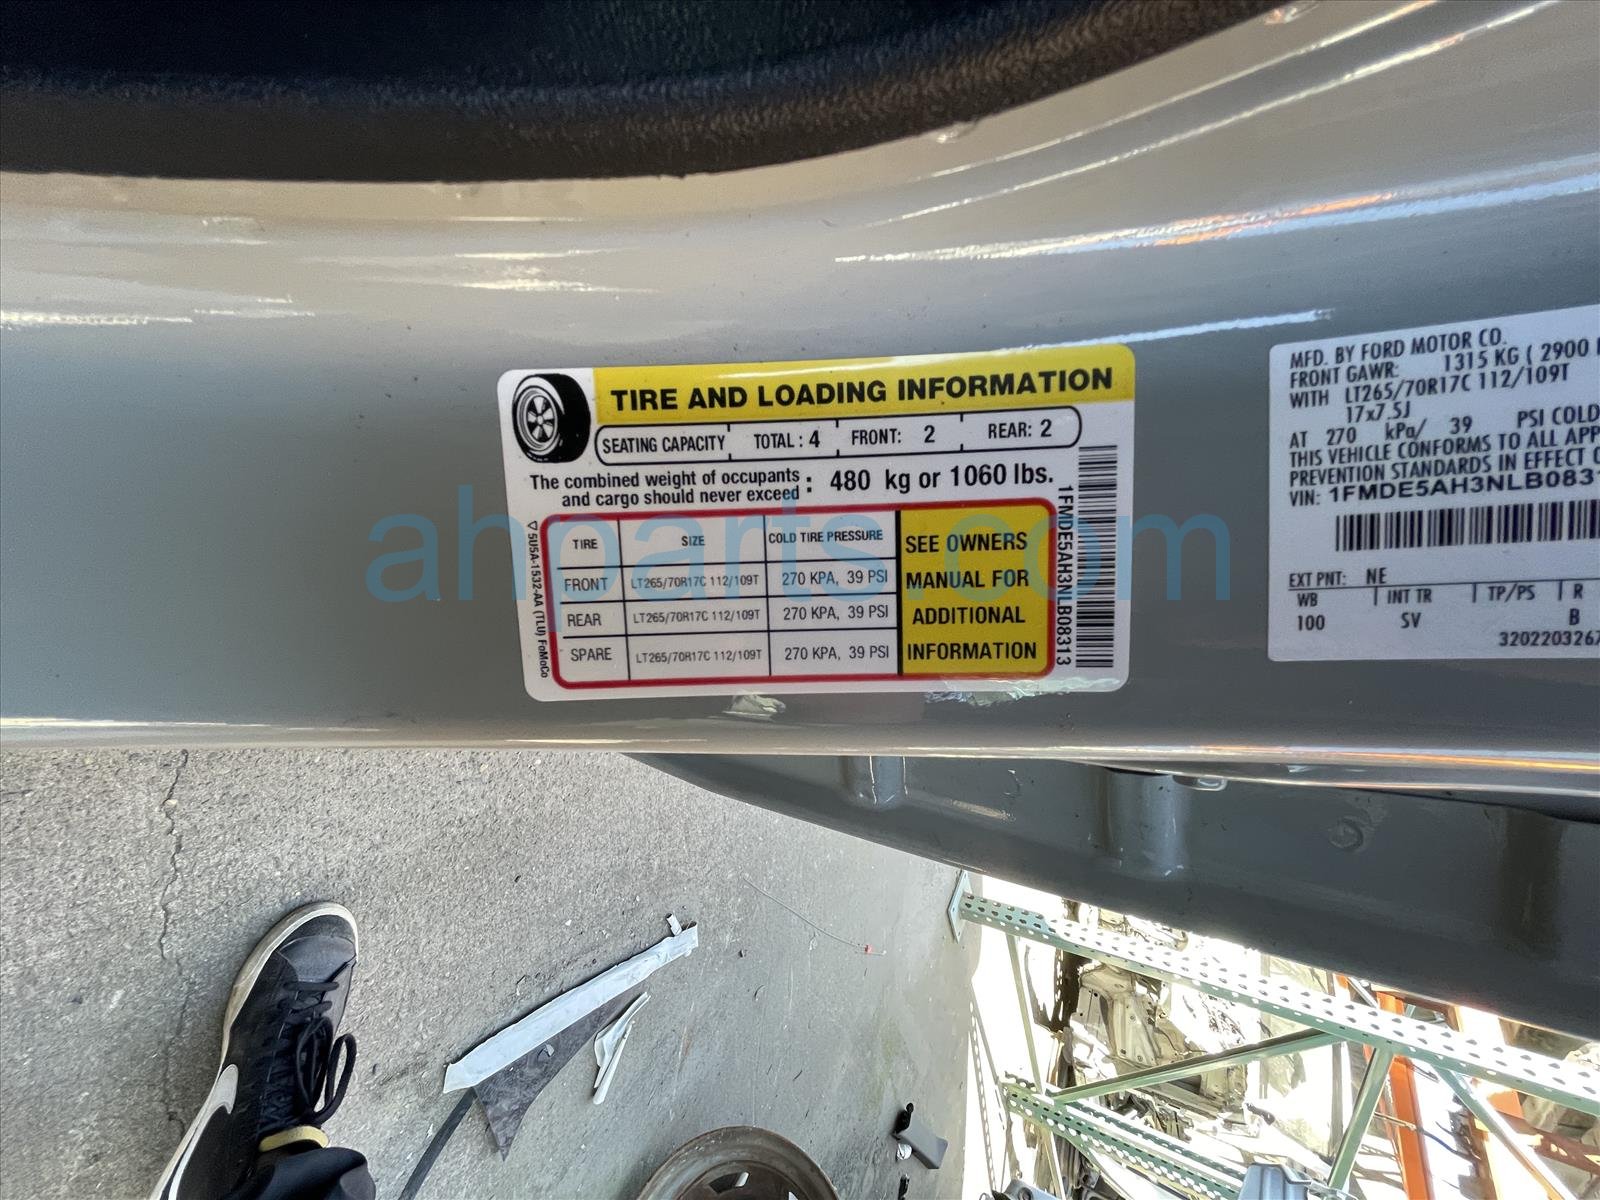 TIRE AND LOADING INFORMATION
SEATING CAPACITY TOTAL : 4 FRONT: 2 REAR: 2
The combined weight of occupants
and cargo should never exceed : 480 kg or 1060 lbs.
TIRE SIZE COLD TIRE PRESSURE
FRONT LT265/70R17C 112/109T 270 KPA, 39 PSI
REAR LT265/70R17C 112/109T 270 KPA, 39 PSI
SPARE LT265/70R17C 112/109T 270 KPA, 39 PSI
SEE OWNERS
MANUAL FOR
ADDITIONAL
INFORMATION
5U5A-1532-AA (TLU) FoMoCo
1FMDE5AH3NLB08313
MFD. BY FORD MOTOR CO.
FRONT GAWR: 1315 KG ( 2900
WITH LT265/70R17C 112/109T
17x7.5J
AT 270 kPa/ 39 PSI COLD
THIS VEHICLE CONFORMS TO ALL APP
PREVENTION STANDARDS IN EFFECT
VIN: 1FMDE5AH3NLB0831
EXT PNT: NE
WB INT TR TP/PS R
100 SV B
3202203267
ahparts.com